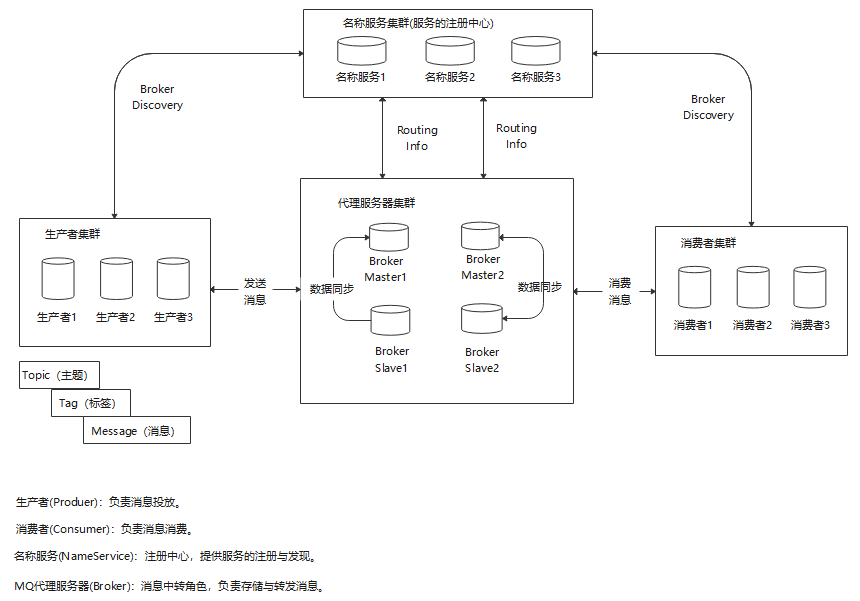 名称服务集群(服务的注册中心)
名称服务1
名称服务2
名称服务3
Broker
Discovery
Broker
Discovery
Routing
Info
Routing
Info
代理服务器集群
Broker
Master1
Broker
Master2
数据同步
数据同步
Broker
Slave1
Broker
Slave2
生产者集群
生产者1
生产者2
生产者3
发送
消息
消费
消息
消费者集群
消费者1
消费者2
消费者3
Topic（主题）
Tag（标签）
Message（消息）
生产者(Produer)：负责消息投放。
消费者(Consumer)：负责消息消费。
名称服务(NameService)：注册中心，提供服务的注册与发现。
MQ代理服务器(Broker)：消息中转角色，负责存储与转发消息。